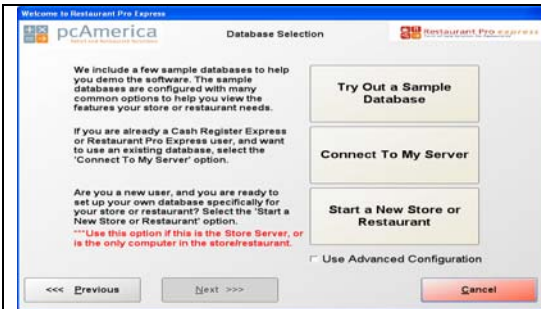 Welcome to Restaurant Pro Express
pcAmerica
Database Selection
Restaurant Pro express
We include a few sample databases to help
you demo the software. The sample
databases are configured with many
common options to help you view the
features your store or restaurant needs.
Try Out a Sample
Database
If you are already a Cash Register Express
or Restaurant Pro Express user, and want
to use an existing database, select the
'Connect To My Server' option.
Connect To My Server
Are you a new user, and you are ready to
set up your own database specifically for
your store or restaurant? Select the 'Start a
New Store or Restaurant' option.
***Use this option if this is the Store Server, or
is the only computer in the store/restaurant.
Start a New Store or
Restaurant
Use Advanced Configuration
<<< Previous
Next >>>
Cancel